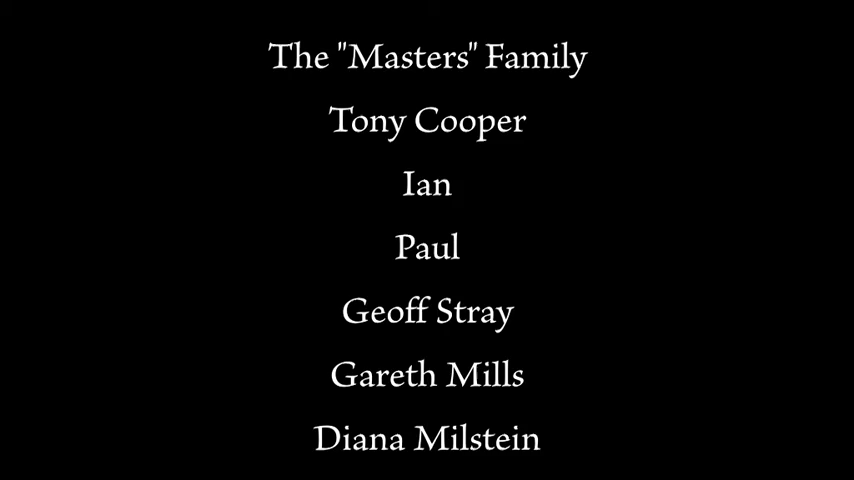 The "Masters" Family
Tony Cooper
Ian
Paul
Geoff Stray
Gareth Mills
Diana Milstein